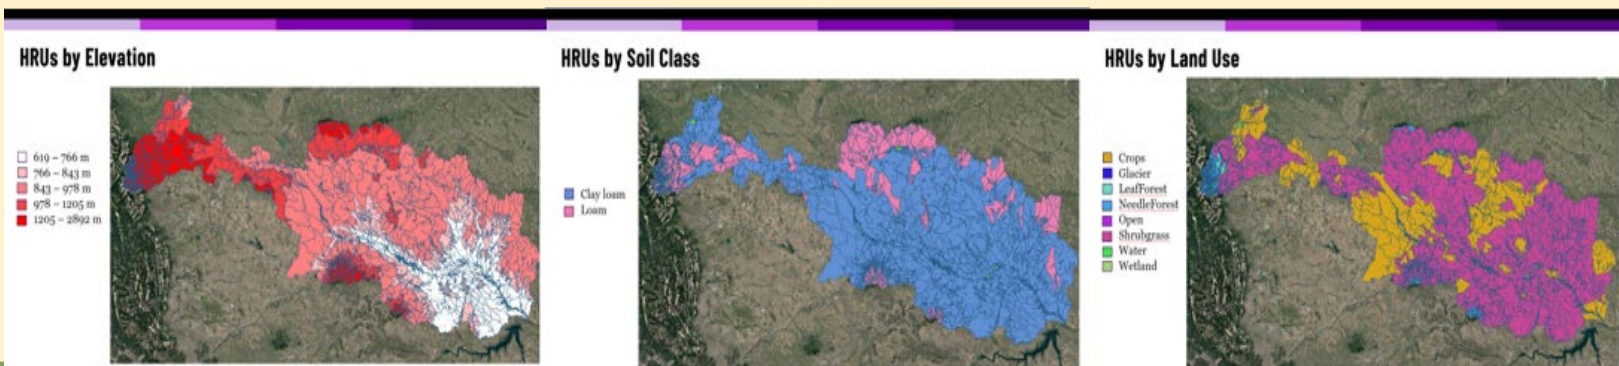 HRUs by Elevation
619 – 766 m
766 – 843 m
843 – 978 m
978 – 1205 m
1205 – 2892 m
HRUs by Soil Class
Clay loam
Loam
HRUs by Land Use
Crops
Glacier
LeafForest
NeedleForest
Open
Shrubgrass
Water
Wetland